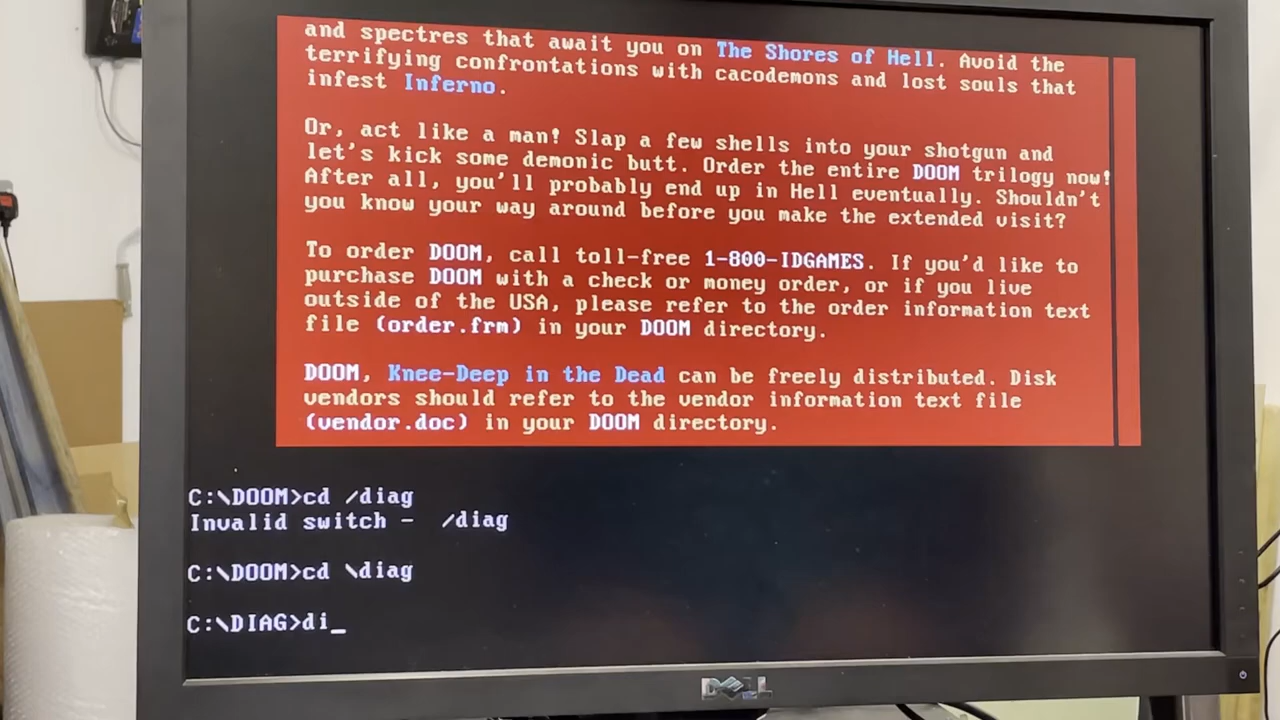 and spectres that await you on The Shores of Hell. Avoid the
terrifying confrontations with cacodemons and lost souls that
infest Inferno.
Or, act like a man! Slap a few shells into your shotgun and
let's kick some demonic butt. Order the entire DOOM trilogy now!
After all, you'll probably end up in Hell eventually. Shouldn't
you know your way around before you make the extended visit?
To order DOOM, call toll-free 1-800-IDGAMES. If you'd like to
purchase DOOM with a check or money order, or if you live
outside of the USA, please refer to the order information text
file (order.frm) in your DOOM directory.
DOOM, Knee-Deep in the Dead can be freely distributed. Disk
vendors should refer to the vendor information text file
(vendor.doc) in your DOOM directory.
C:\DOOM>cd /diag
Invalid switch - /diag
C:\DOOM>cd \diag
C:\DIAG>di_
DELL